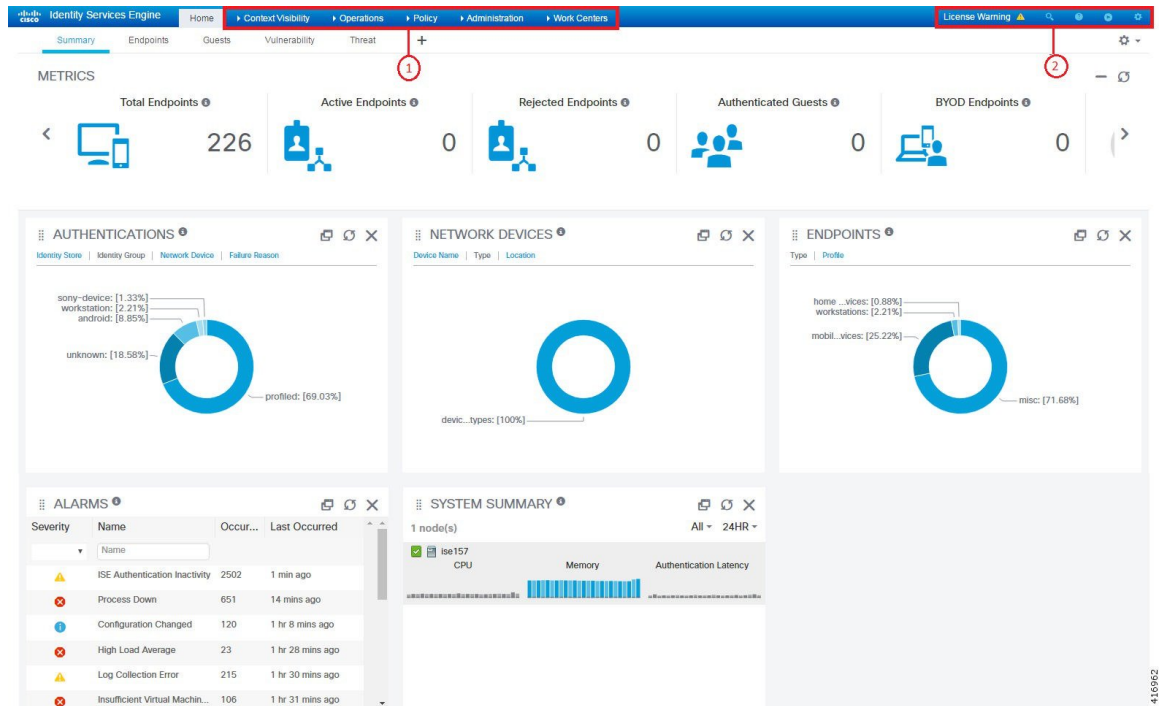 cisco Identity Services Engine Home Context Visibility Operations Policy Administration Work Centers License Warning
Summary Endpoints Guests Vulnerability Threat +
1 2
METRICS
Total Endpoints Active Endpoints Rejected Endpoints Authenticated Guests BYOD Endpoints
226 0 0 0 0
AUTHENTICATIONS
Identity Store | Identity Group | Network Device | Failure Reason
sony-device: [1.33%]
workstation: [2.21%]
android: [8.85%]
unknown: [18.58%]
profiled: [69.03%]
NETWORK DEVICES
Device Name | Type | Location
devic...types: [100%]
ENDPOINTS
Type | Profile
home ...vices: [0.88%]
workstations: [2.21%]
mobil...vices: [25.22%]
misc: [71.68%]
ALARMS
Severity Name Occur... Last Occurred
Name
ISE Authentication Inactivity 2502 1 min ago
Process Down 651 14 mins ago
Configuration Changed 120 1 hr 8 mins ago
High Load Average 23 1 hr 28 mins ago
Log Collection Error 215 1 hr 30 mins ago
Insufficient Virtual Machin... 106 1 hr 31 mins ago
SYSTEM SUMMARY
1 node(s) All 24HR
ise157
CPU Memory Authentication Latency
416962